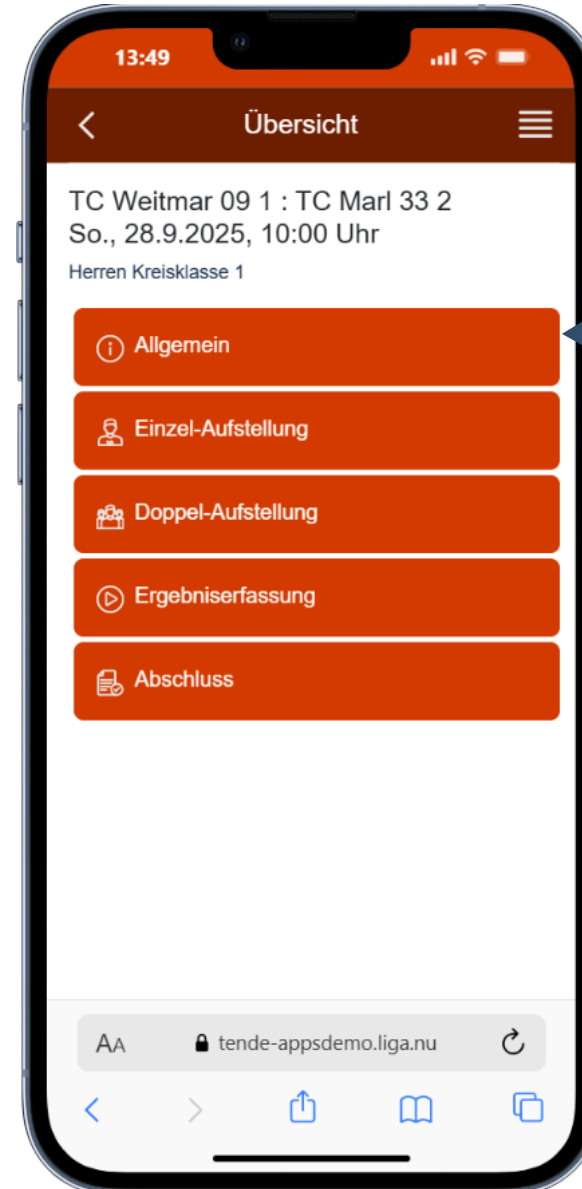 13:49
Übersicht
TC Weitmar 09 1 : TC Marl 33 2
So., 28.9.2025, 10:00 Uhr
Herren Kreisklasse 1
Allgemein
Einzel-Aufstellung
Doppel-Aufstellung
Ergebniserfassung
Abschluss
AA tende-appsdemo.liga.nu